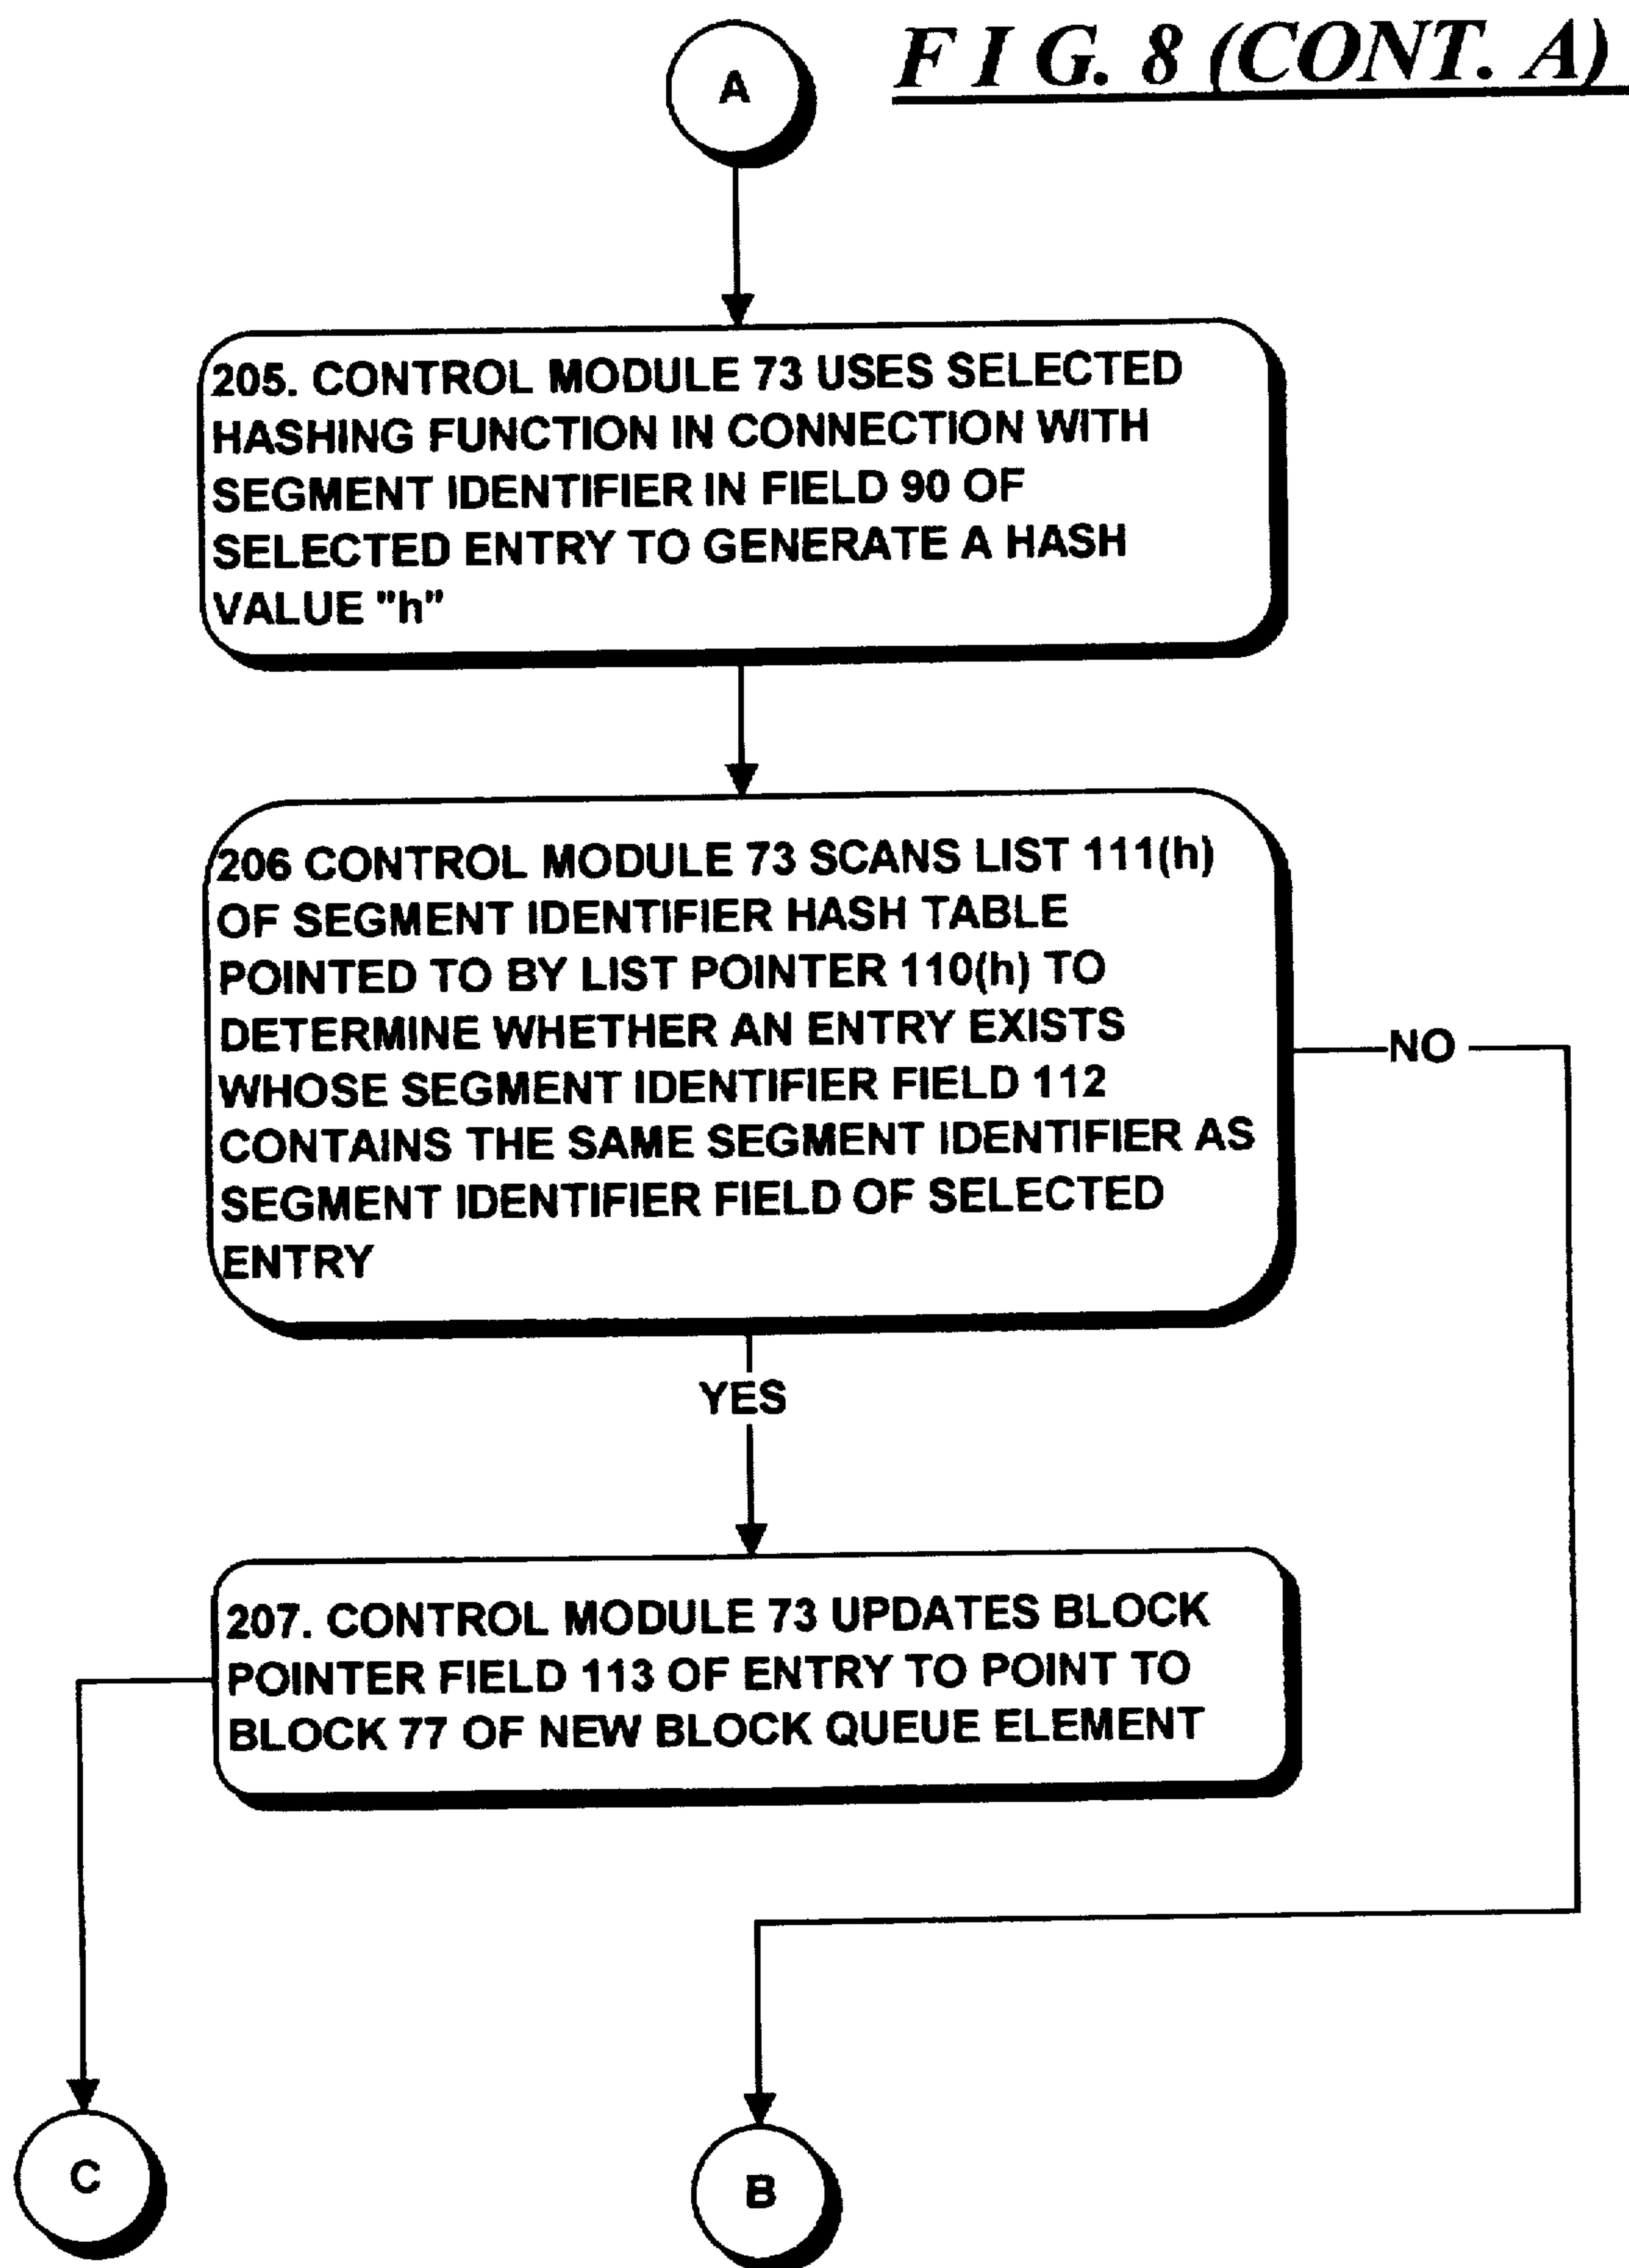 A
F I G. 8 (CONT. A)
205. CONTROL MODULE 73 USES SELECTED
HASHING FUNCTION IN CONNECTION WITH
SEGMENT IDENTIFIER IN FIELD 90 OF
SELECTED ENTRY TO GENERATE A HASH
VALUE "h"
206 CONTROL MODULE 73 SCANS LIST 111(h)
OF SEGMENT IDENTIFIER HASH TABLE
POINTED TO BY LIST POINTER 110(h) TO
DETERMINE WHETHER AN ENTRY EXISTS
WHOSE SEGMENT IDENTIFIER FIELD 112
CONTAINS THE SAME SEGMENT IDENTIFIER AS
SEGMENT IDENTIFIER FIELD OF SELECTED
ENTRY
NO
YES
207. CONTROL MODULE 73 UPDATES BLOCK
POINTER FIELD 113 OF ENTRY TO POINT TO
BLOCK 77 OF NEW BLOCK QUEUE ELEMENT
C
B